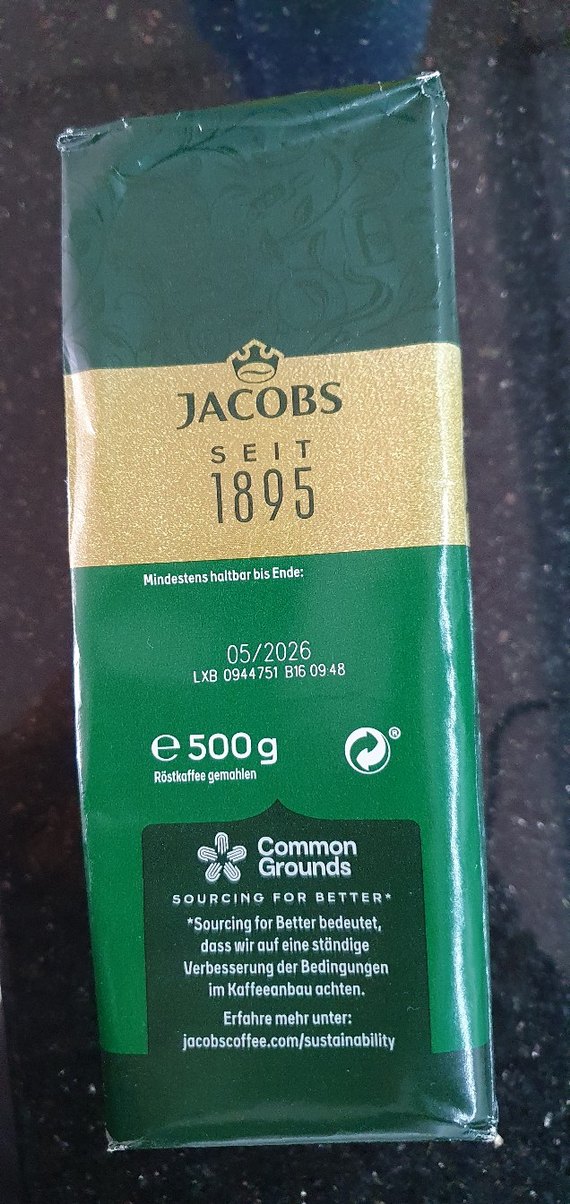 JACOBS
SEIT
1895
Mindestens haltbar bis Ende:
05/2026
LXB 0944751 B16 09:48
℮ 500 g
®
Röstkaffee gemahlen
Common
Grounds
SOURCING FOR BETTER*
*Sourcing for Better bedeutet,
dass wir auf eine ständige
Verbesserung der Bedingungen
im Kaffeeanbau achten.
Erfahre mehr unter:
jacobscoffee.com/sustainability